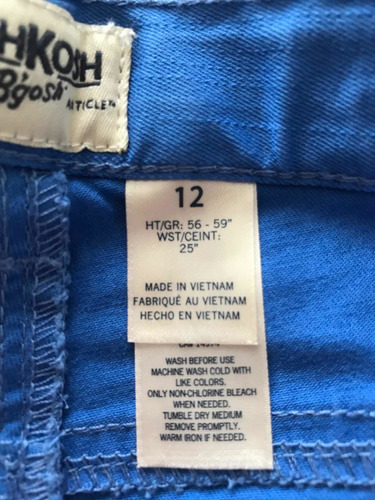 HKOSH
B'gosh
ARTICLE
12
HT/GR: 56 - 59"
WST/CEINT:
25"
MADE IN VIETNAM
FABRIQUÉ AU VIETNAM
HECHO EN VIETNAM
WASH BEFORE USE
MACHINE WASH COLD WITH
LIKE COLORS.
ONLY NON-CHLORINE BLEACH
WHEN NEEDED.
TUMBLE DRY MEDIUM
REMOVE PROMPTLY.
WARM IRON IF NEEDED.